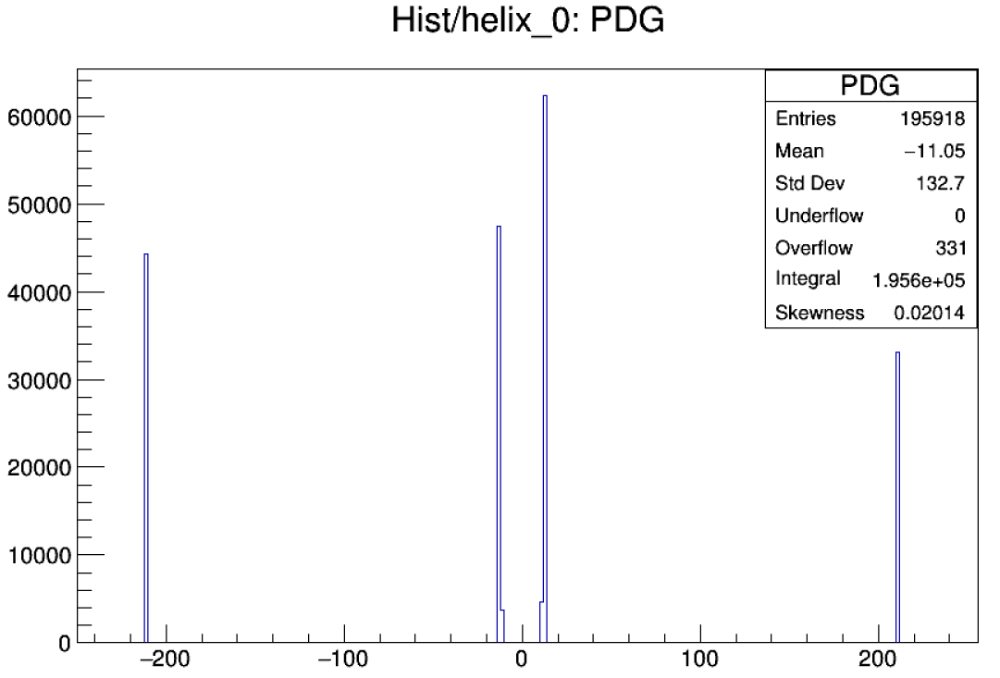 Hist/helix_0: PDG
PDG
Entries 195918
Mean −11.05
Std Dev 132.7
Underflow 0
Overflow 331
Integral 1.956e+05
Skewness 0.02014
60000
50000
40000
30000
20000
10000
0
−200 −100 0 100 200